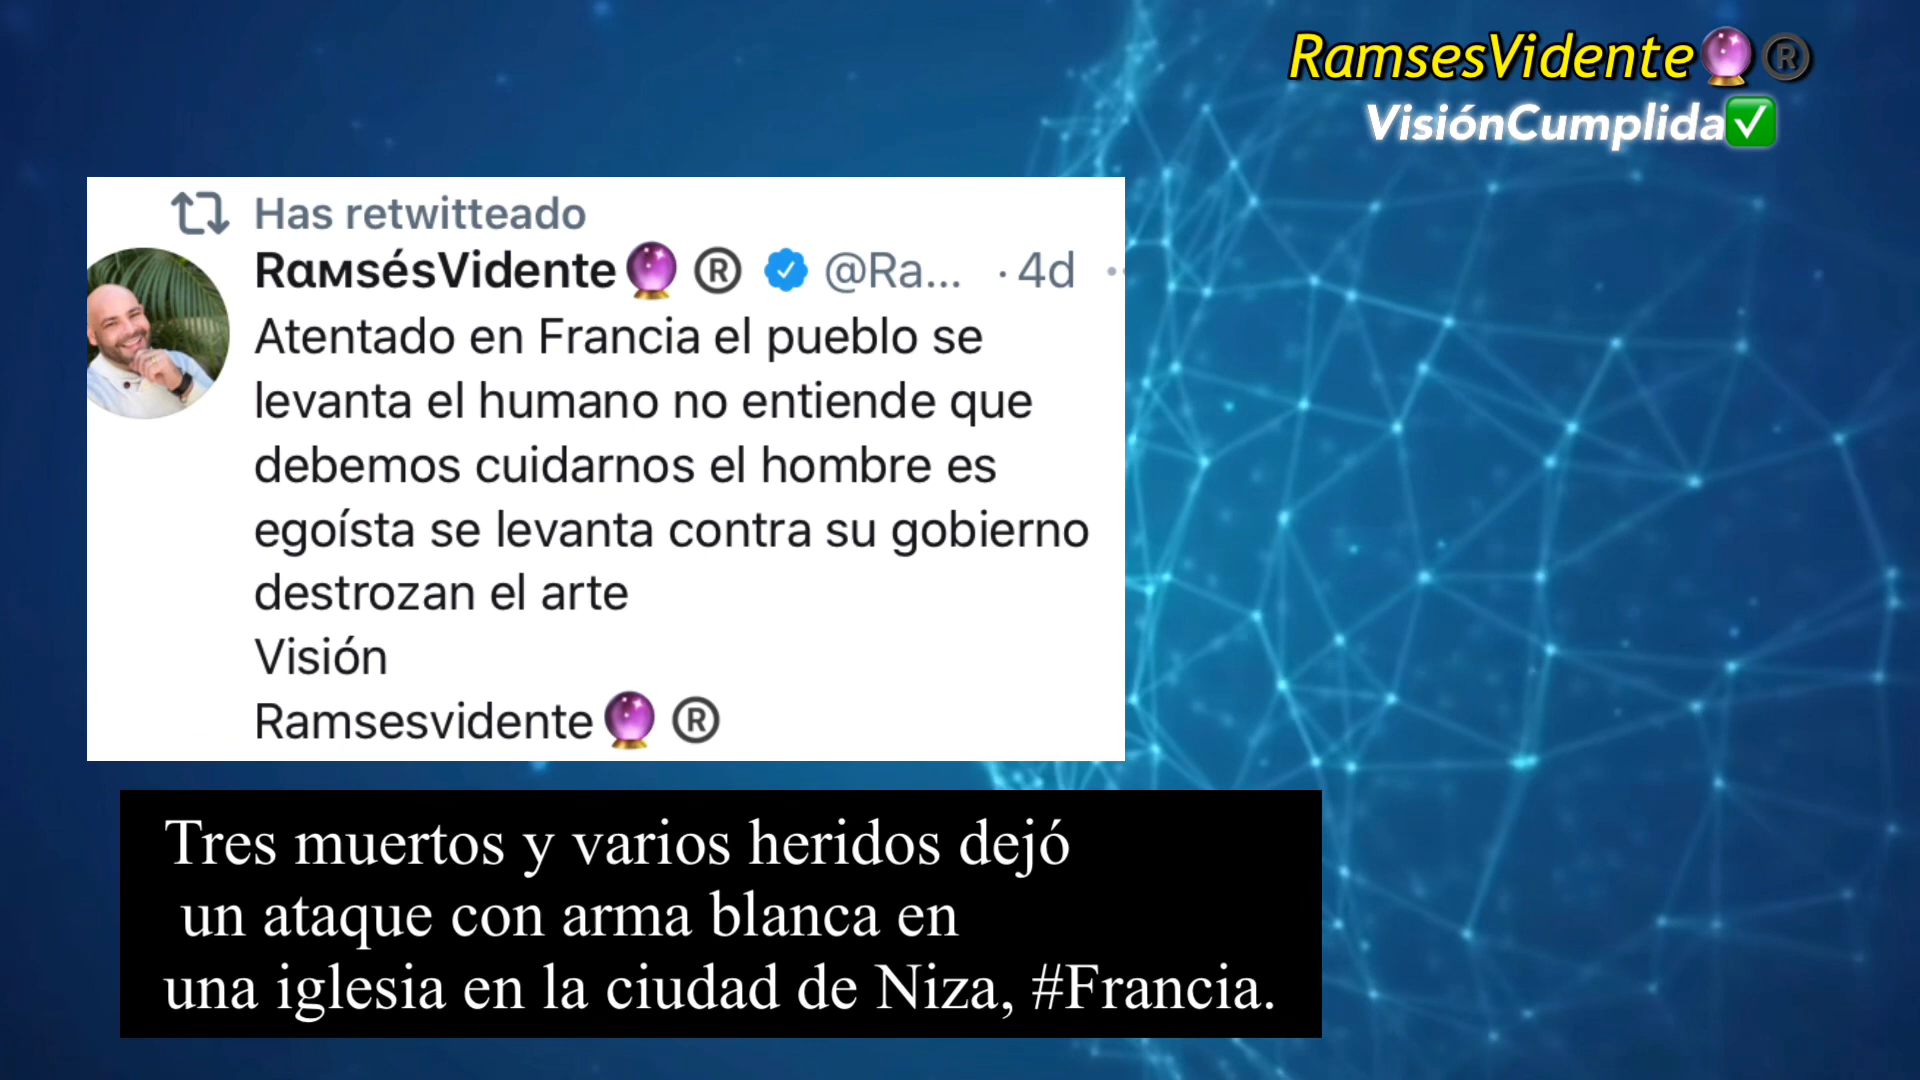 RamsesVidente🔮®
VisiónCumplida✅
Has retwitteado
RαмsésVidente🔮 ® @Ra... · 4d
Atentado en Francia el pueblo se
levanta el humano no entiende que
debemos cuidarnos el hombre es
egoísta se levanta contra su gobierno
destrozan el arte
Visión
Ramsesvidente🔮 ®
Tres muertos y varios heridos dejó
un ataque con arma blanca en
una iglesia en la ciudad de Niza, #Francia.